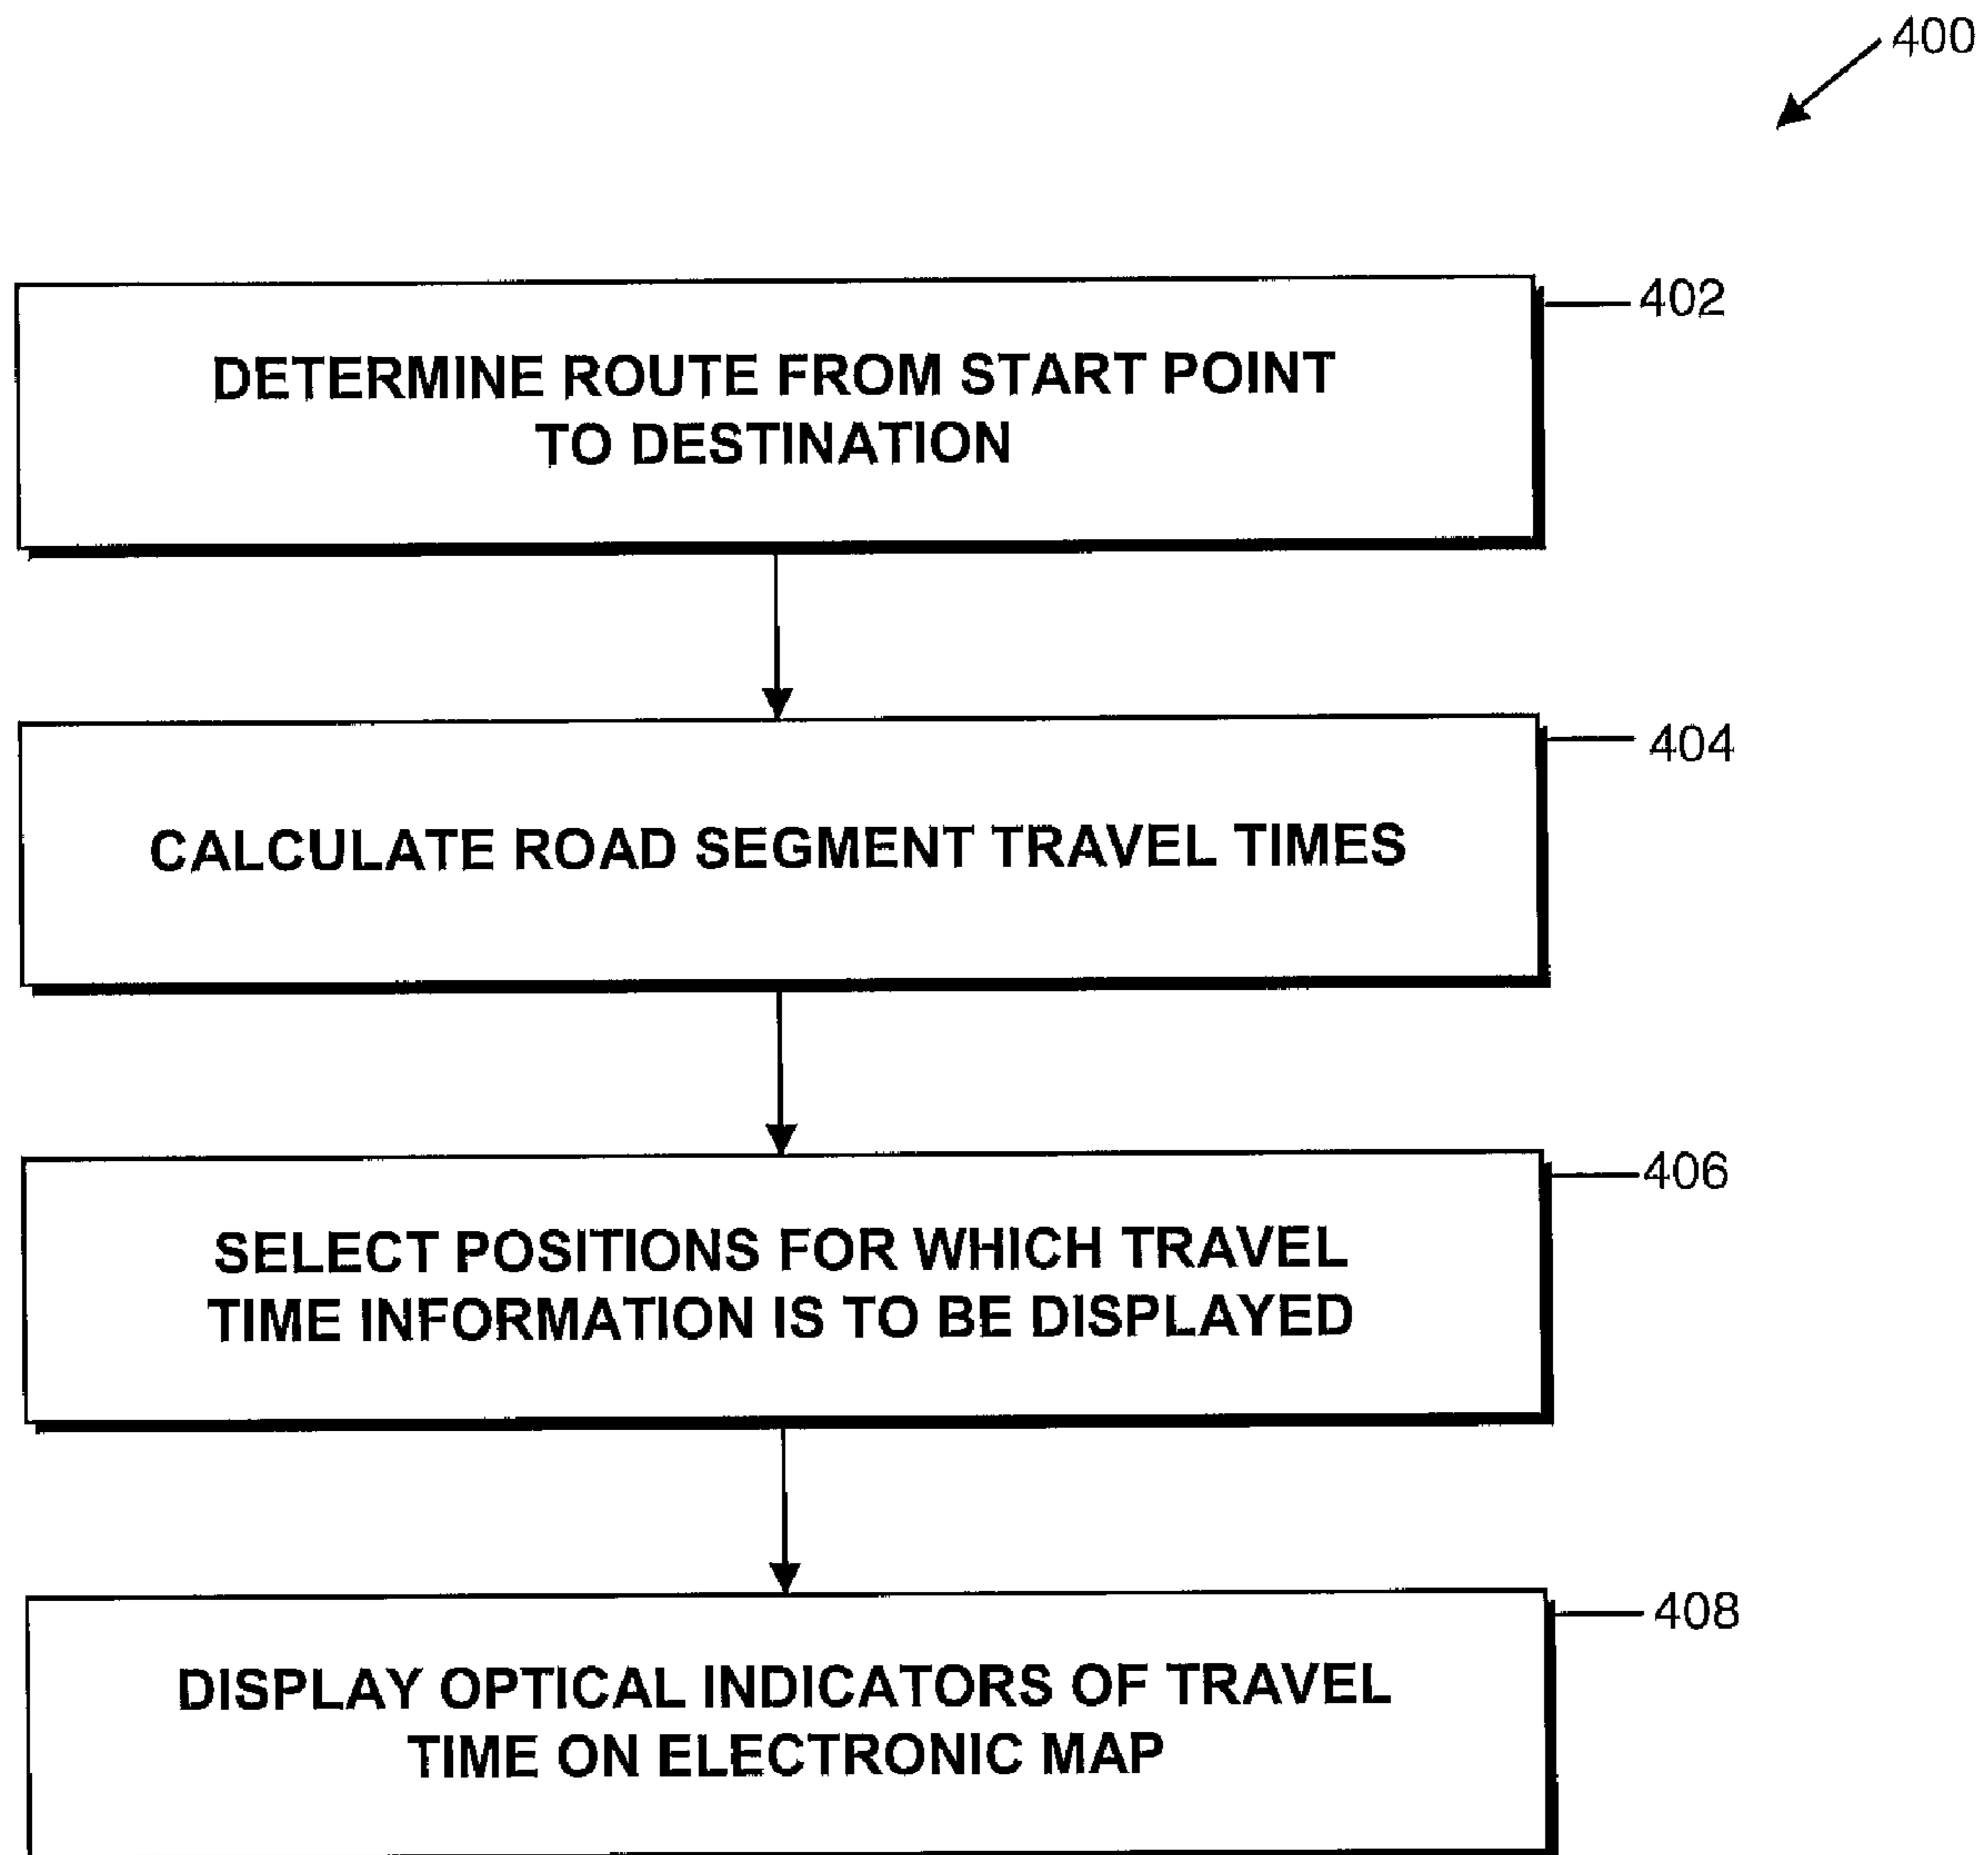 400
402
DETERMINE ROUTE FROM START POINT
TO DESTINATION
404
CALCULATE ROAD SEGMENT TRAVEL TIMES
406
SELECT POSITIONS FOR WHICH TRAVEL
TIME INFORMATION IS TO BE DISPLAYED
408
DISPLAY OPTICAL INDICATORS OF TRAVEL
TIME ON ELECTRONIC MAP